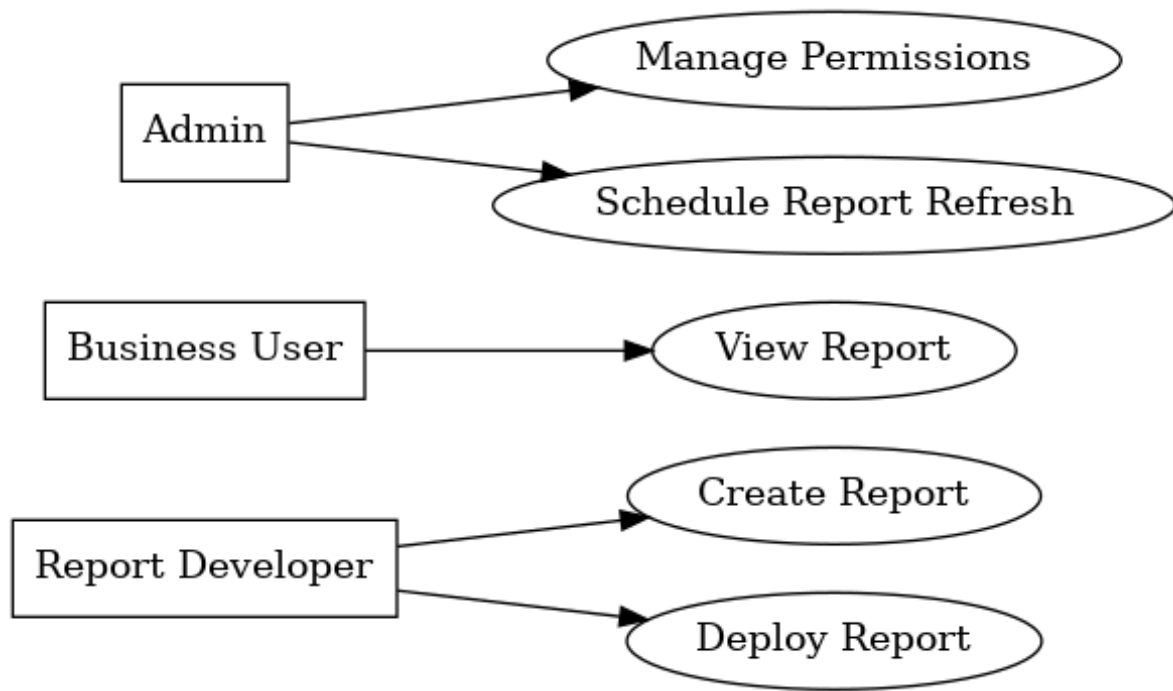 Manage Permissions
Admin
Schedule Report Refresh
Business User
View Report
Create Report
Report Developer
Deploy Report